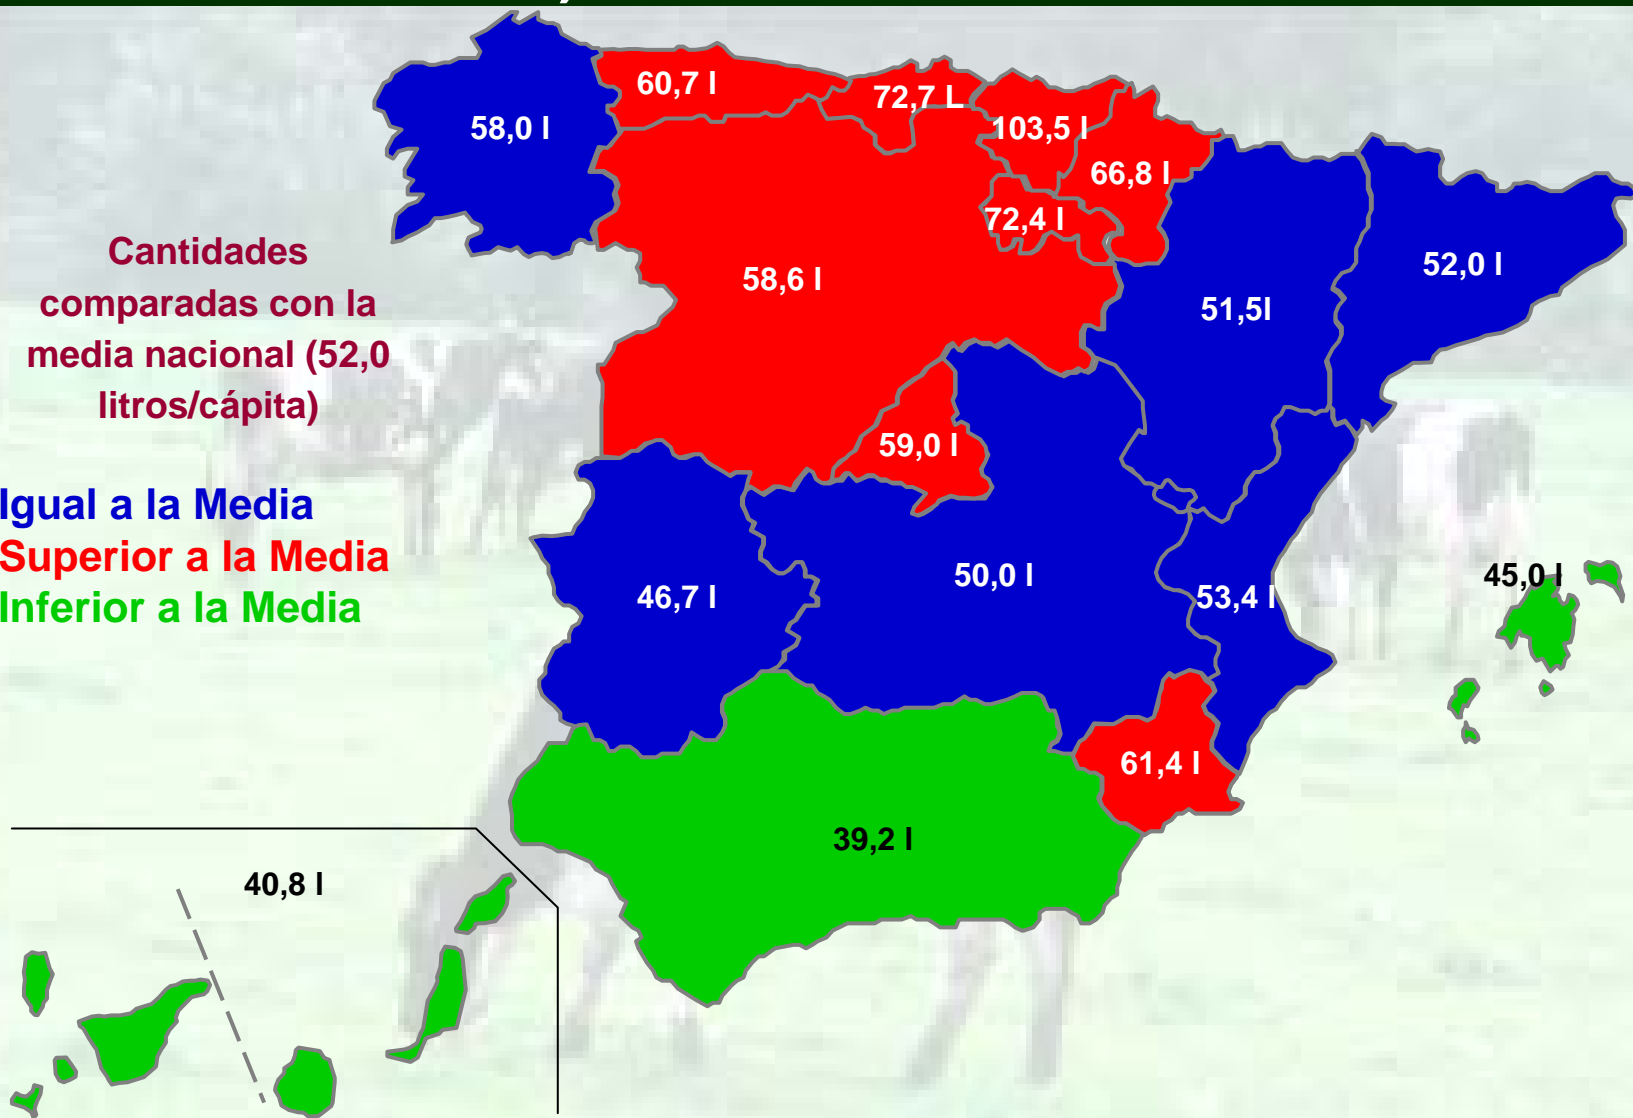 60,7 l
72,7 L
58,0 l
103,5 l
66,8 l
72,4 l
Cantidades
comparadas con la
media nacional (52,0
litros/cápita)
58,6 l
52,0 l
51,5l
59,0 l
Igual a la Media
Superior a la Media
Inferior a la Media
46,7 l
50,0 l
53,4 l
45,0 l
61,4 l
39,2 l
40,8 l